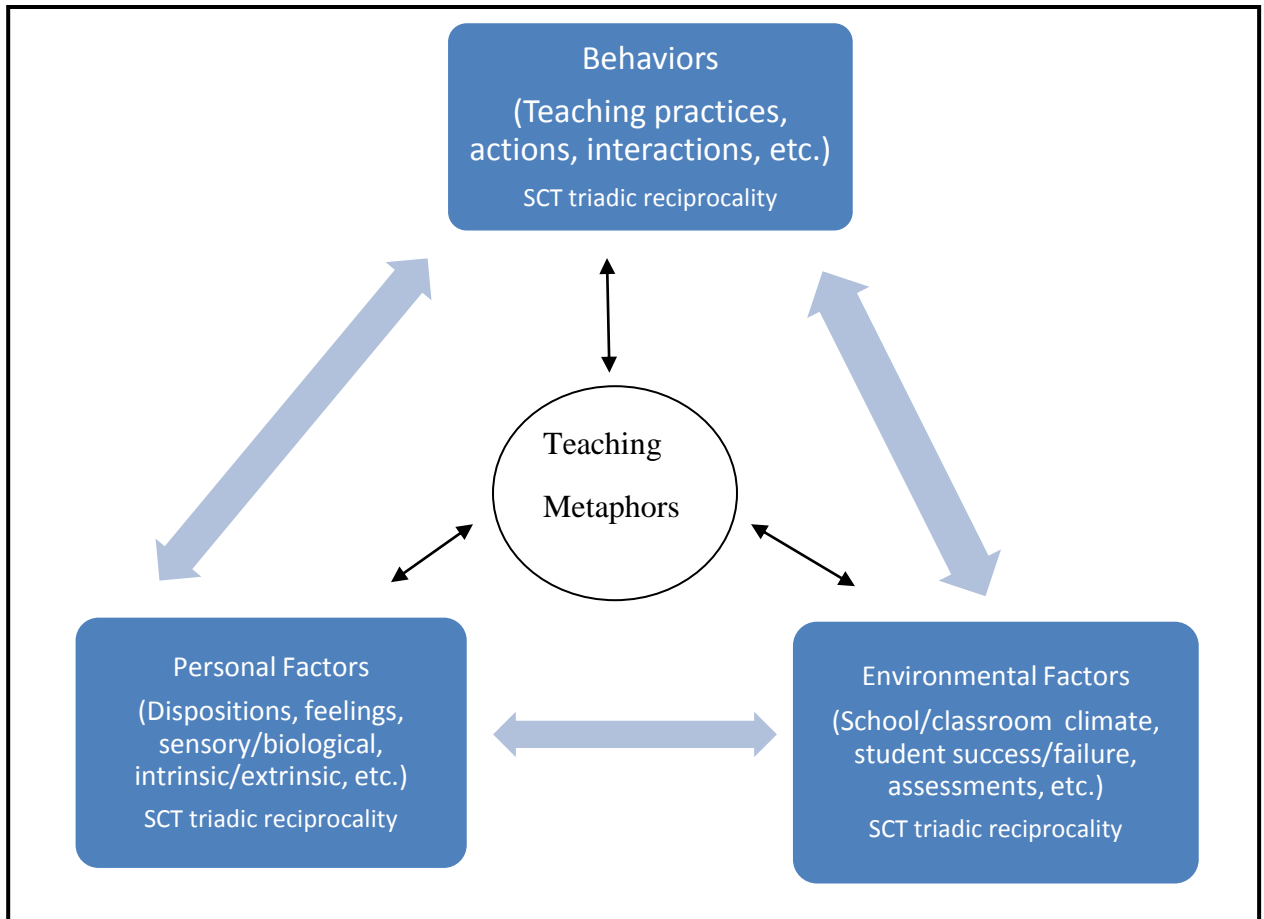 Behaviors
(Teaching practices,
actions, interactions, etc.)
SCT triadic reciprocality
Teaching
Metaphors
Personal Factors
(Dispositions, feelings,
sensory/biological,
intrinsic/extrinsic, etc.)
SCT triadic reciprocality
Environmental Factors
(School/classroom climate,
student success/failure,
assessments, etc.)
SCT triadic reciprocality